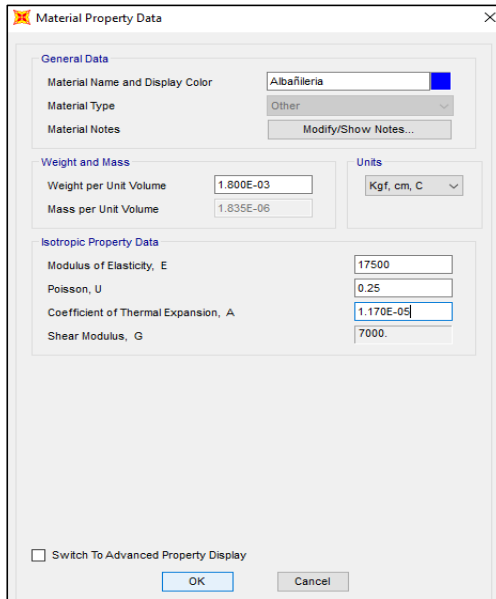 Material Property Data
General Data
Material Name and Display Color Albañileria
Material Type Other
Material Notes Modify/Show Notes...
Weight and Mass Units
Weight per Unit Volume 1.800E-03 Kgf, cm, C
Mass per Unit Volume 1.835E-06
Isotropic Property Data
Modulus of Elasticity, E 17500
Poisson, U 0.25
Coefficient of Thermal Expansion, A 1.170E-05
Shear Modulus, G 7000.
Switch To Advanced Property Display
OK Cancel